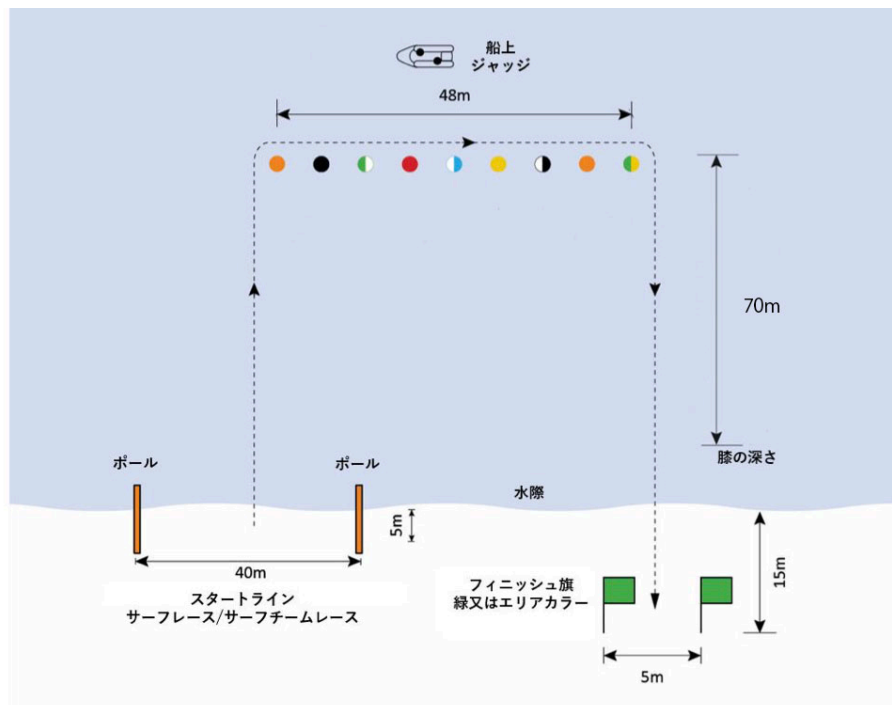 船上
ジャッジ
48m
70m
膝の深さ
ポール
ポール
水際
5m
40m
スタートライン
サーフレース/サーフチームレース
フィニッシュ旗
緑又はエリアカラー
15m
5m